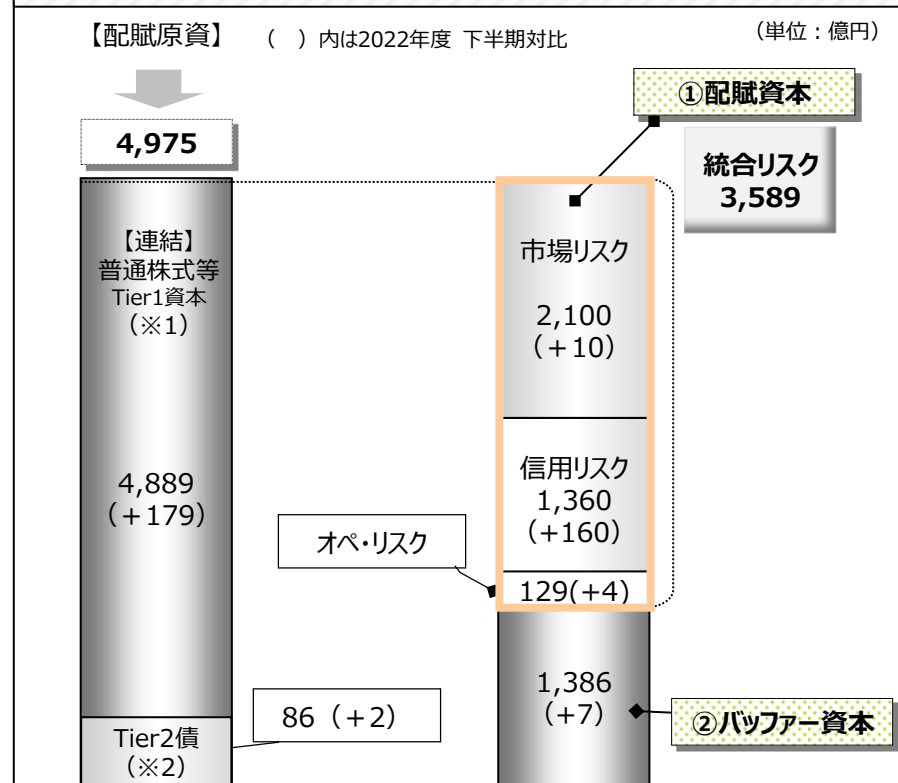 【配賦原資】
（　）内は2022年度 下半期対比
（単位：億円）
①配賦資本
4,975
統合リスク
3,589
【連結】
普通株式等
Tier1資本
（※1）
市場リスク
2,100
（＋10）
4,889
（＋179）
信用リスク
1,360
（+160）
オペ・リスク
129(+4)
86（＋2）
1,386
（+7）
②バッファー資本
Tier2債
（※2）